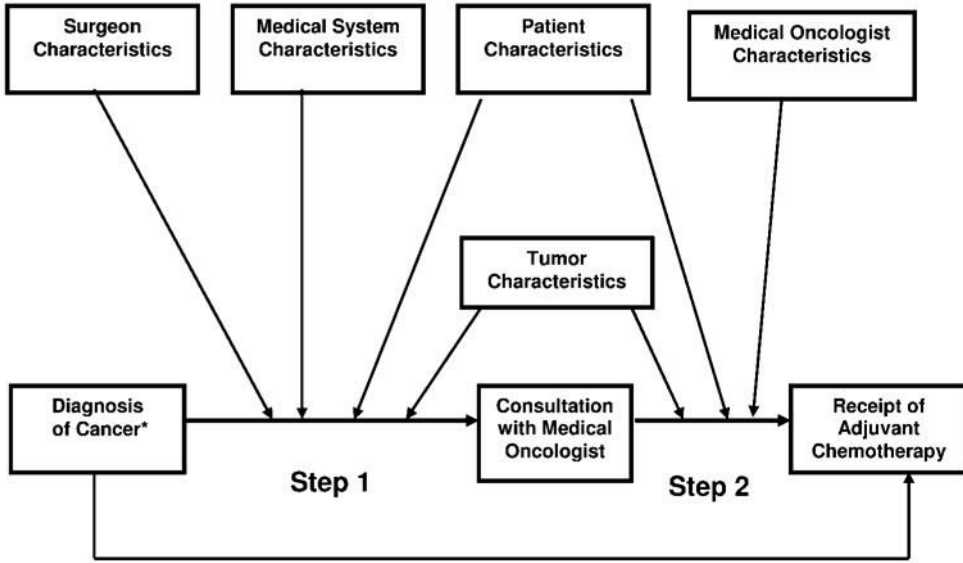 Surgeon
Characteristics
Medical System
Characteristics
Patient
Characteristics
Medical Oncologist
Characteristics
Tumor
Characteristics
Diagnosis
of Cancer*
Consultation
with Medical
Oncologist
Receipt of
Adjuvant
Chemotherapy
Step 1
Step 2